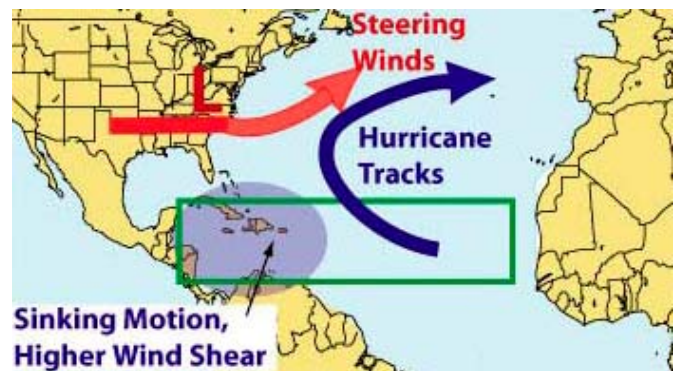 Steering
Winds
L
Hurricane
Tracks
Sinking Motion,
Higher Wind Shear